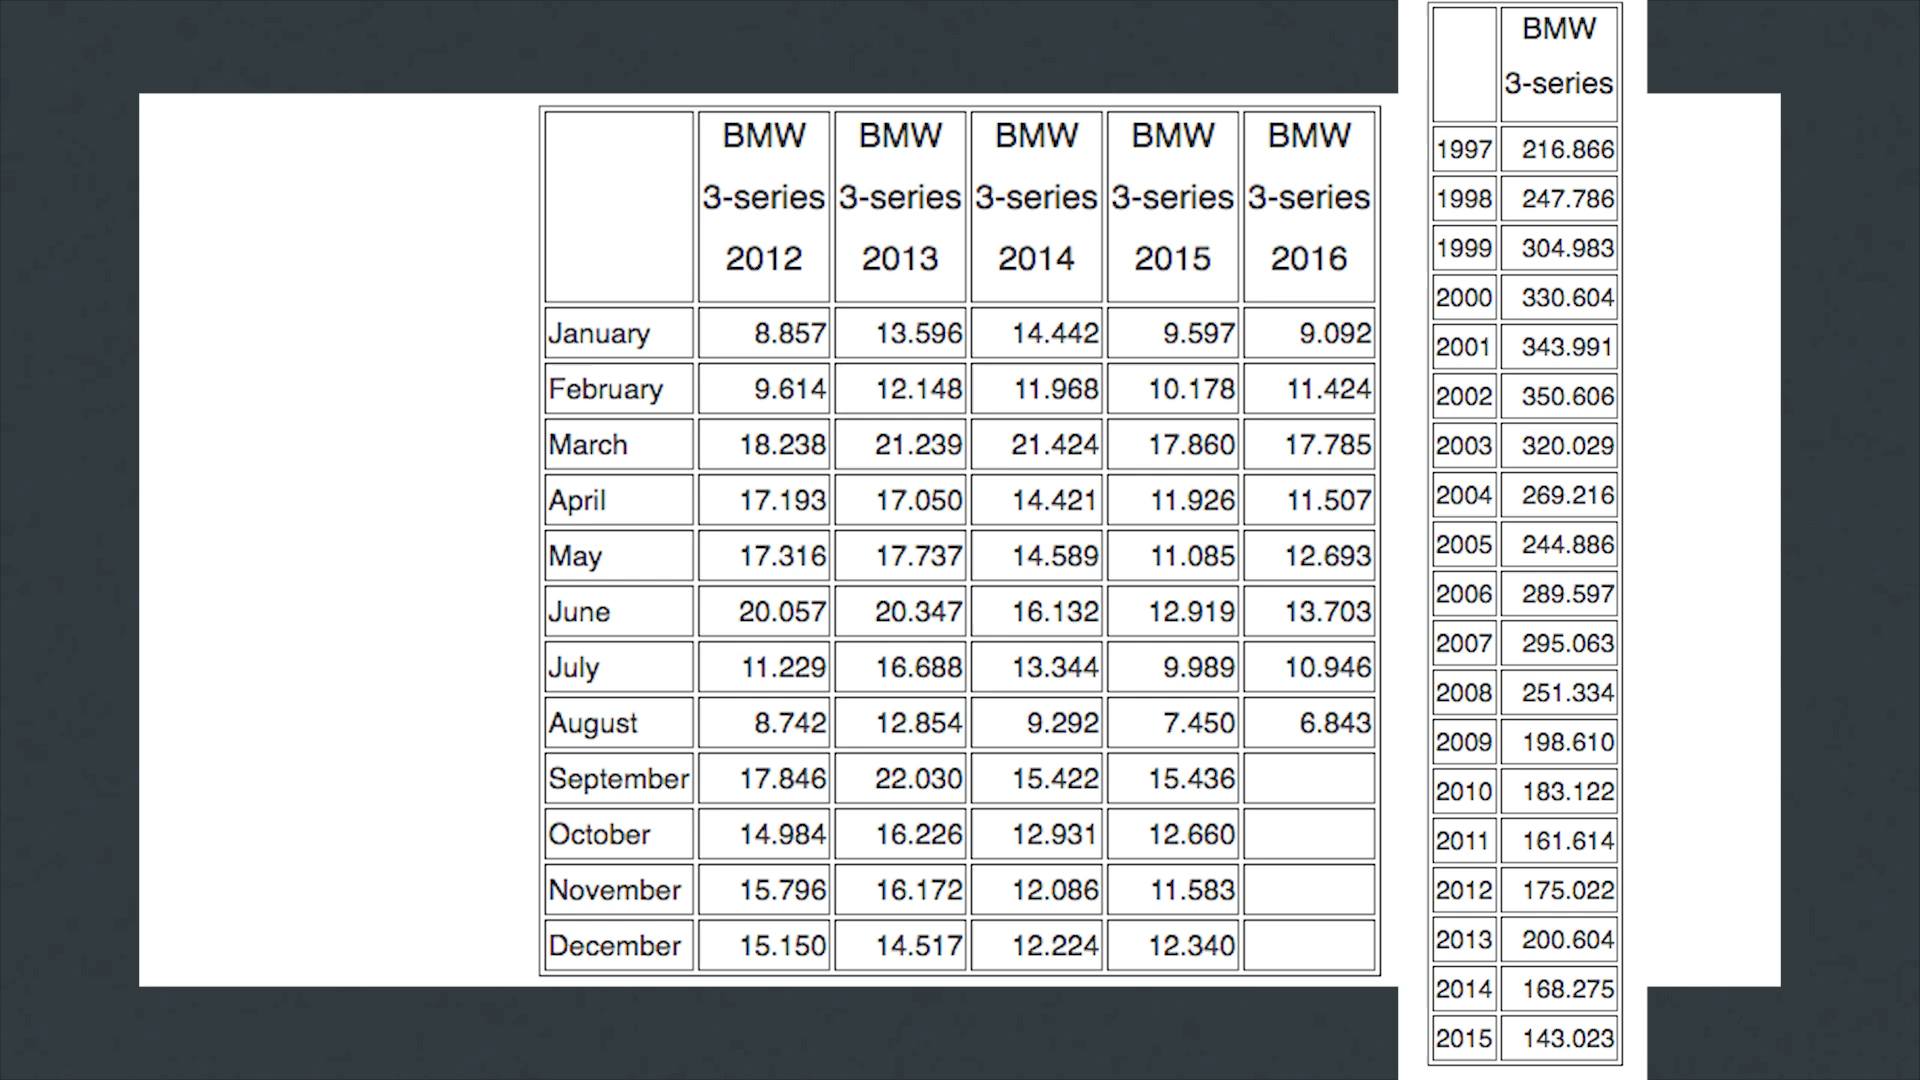 BMW BMW BMW BMW BMW
3-series 3-series 3-series 3-series 3-series
2012 2013 2014 2015 2016
January 8.857 13.596 14.442 9.597 9.092
February 9.614 12.148 11.968 10.178 11.424
March 18.238 21.239 21.424 17.860 17.785
April 17.193 17.050 14.421 11.926 11.507
May 17.316 17.737 14.589 11.085 12.693
June 20.057 20.347 16.132 12.919 13.703
July 11.229 16.688 13.344 9.989 10.946
August 8.742 12.854 9.292 7.450 6.843
September 17.846 22.030 15.422 15.436
October 14.984 16.226 12.931 12.660
November 15.796 16.172 12.086 11.583
December 15.150 14.517 12.224 12.340
BMW
3-series
1997 216.866
1998 247.786
1999 304.983
2000 330.604
2001 343.991
2002 350.606
2003 320.029
2004 269.216
2005 244.886
2006 289.597
2007 295.063
2008 251.334
2009 198.610
2010 183.122
2011 161.614
2012 175.022
2013 200.604
2014 168.275
2015 143.023